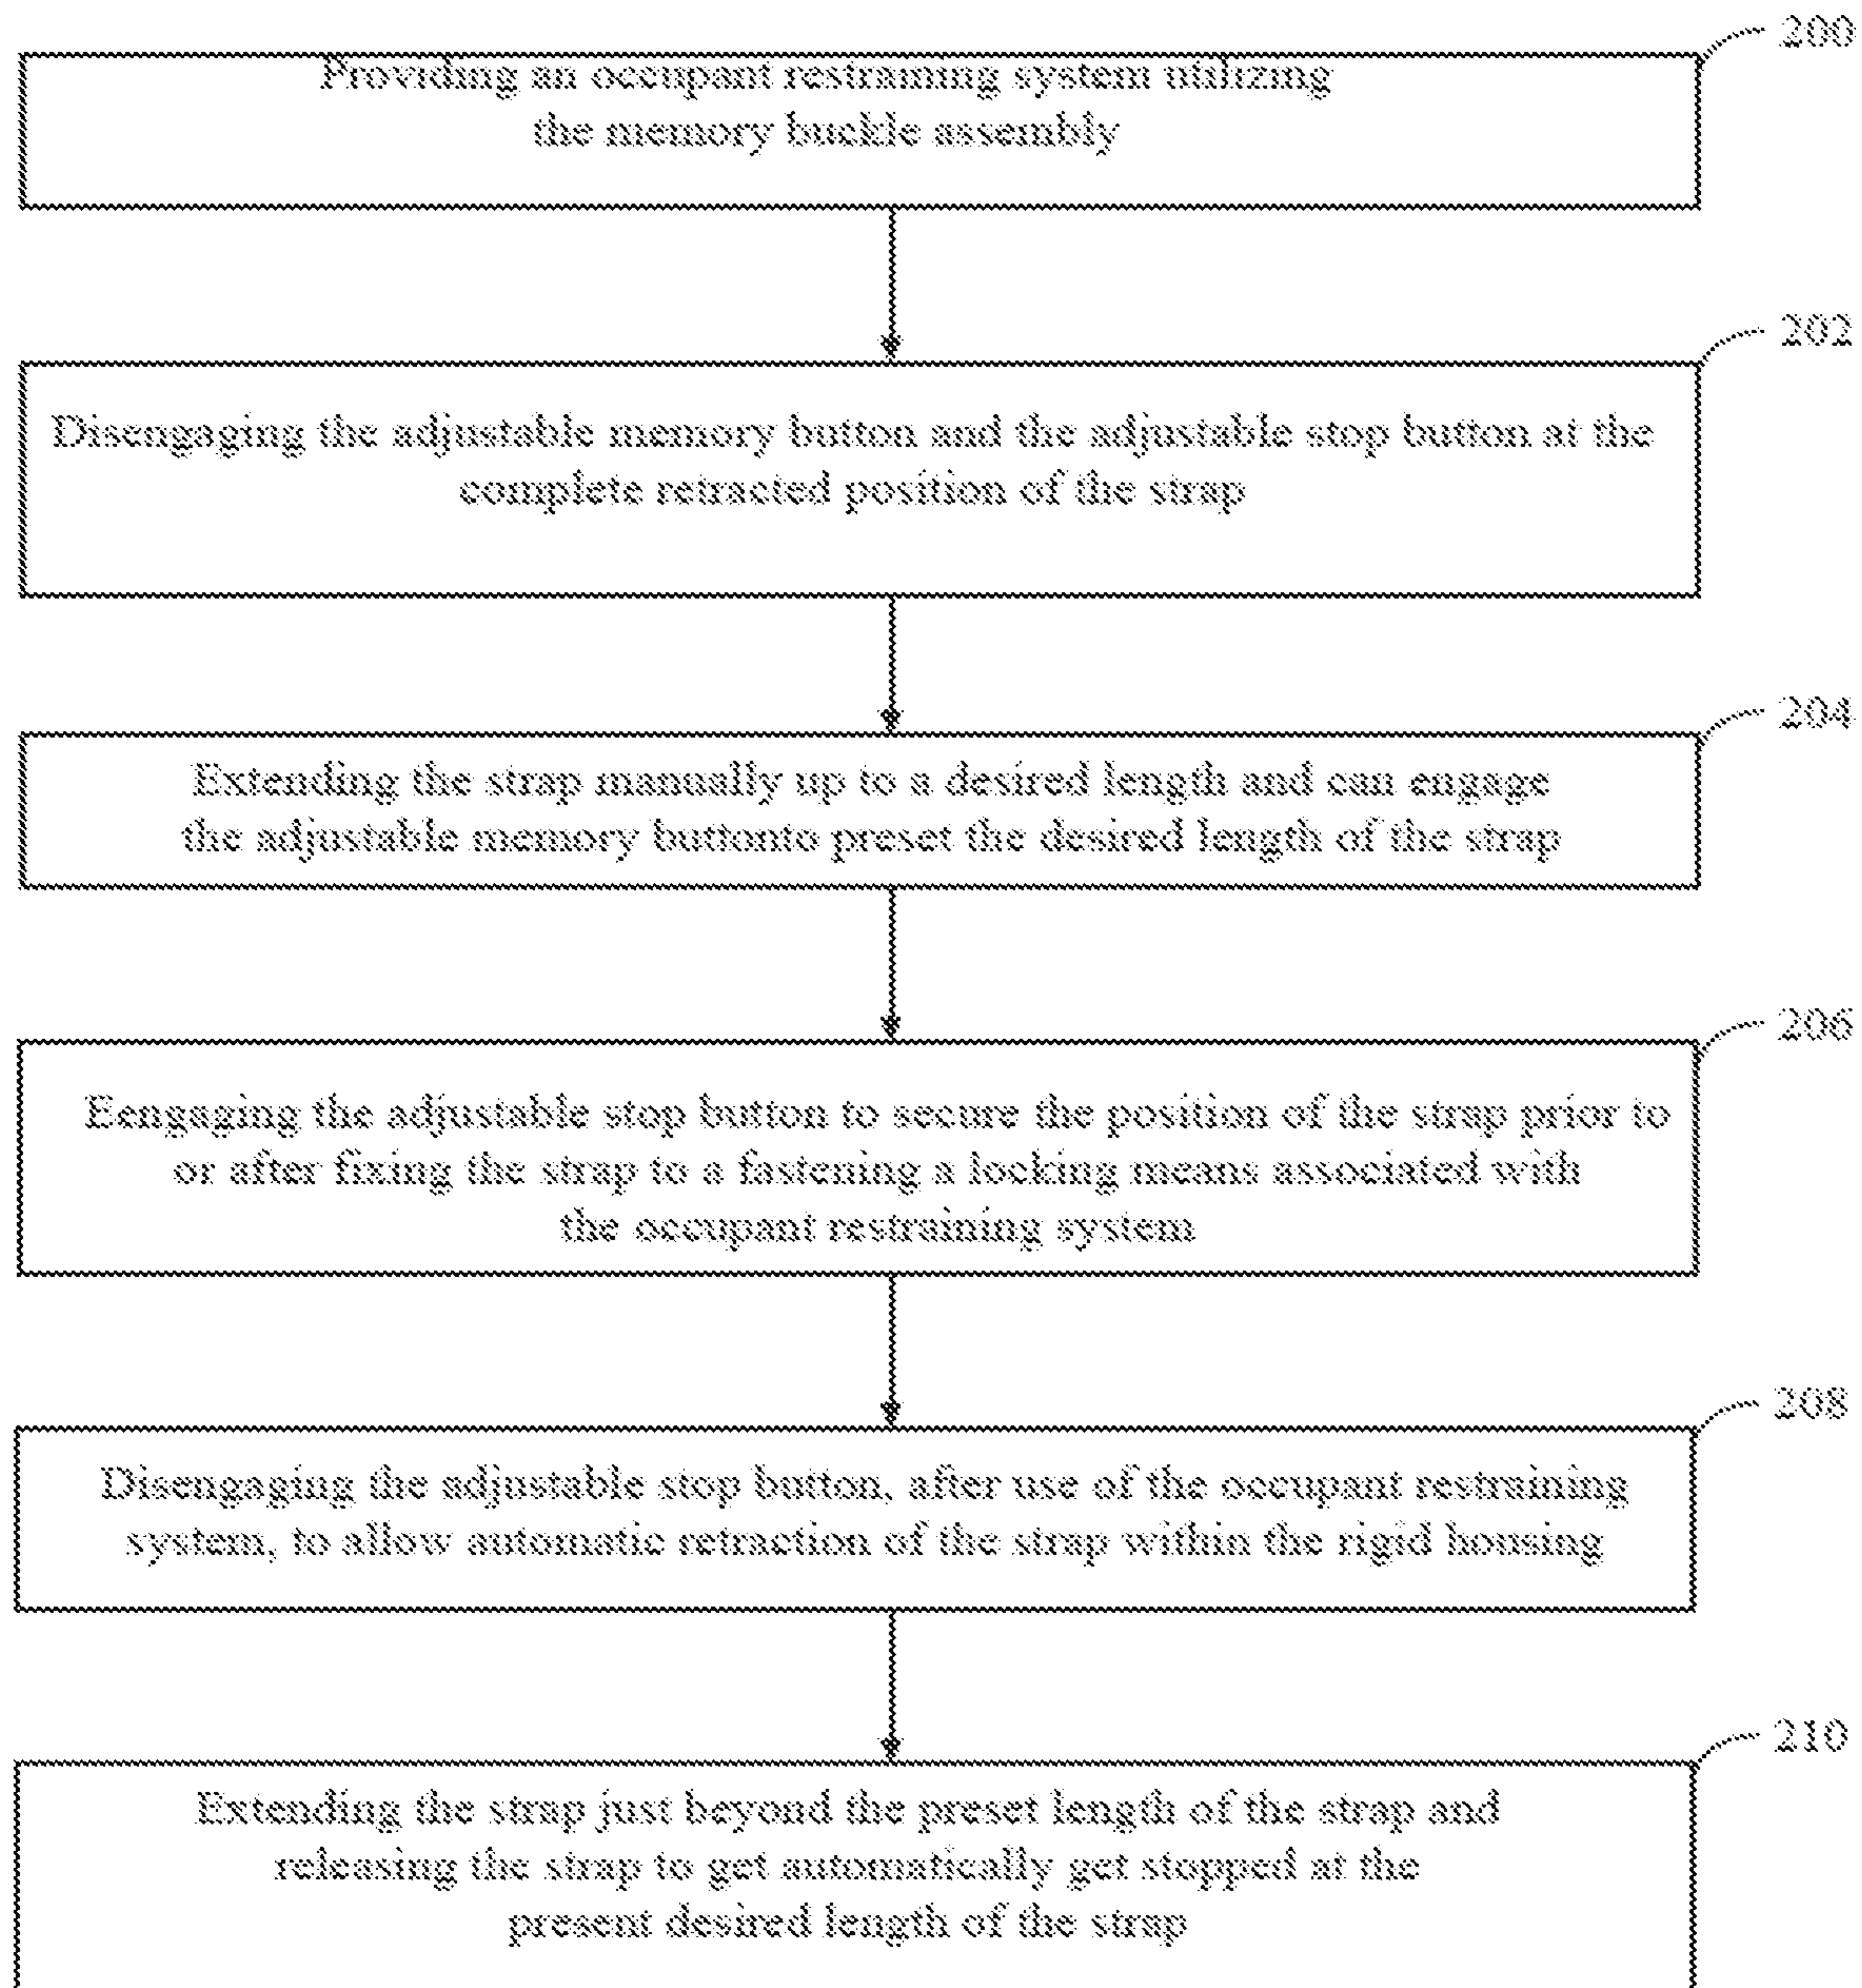 200
Providing an occupant restraining system utilizing
the memory buckle assembly
202
Disengaging the adjustable memory button and the adjustable stop button at the
complete retracted position of the strap
204
Extending the strap manually up to a desired length and can engage
the adjustable memory buttonto preset the desired length of the strap
206
Eengaging the adjustable stop button to secure the position of the strap prior to
or after fixing the strap to a fastening a locking means associated with
the occupant restraining system
208
Disengaging the adjustable stop button, after use of the occupant restraining
system, to allow automatic retraction of the strap within the rigid housing
210
Extending the strap just beyond the preset length of the strap and
releasing the strap to get automatically get stopped at the
present desired length of the strap